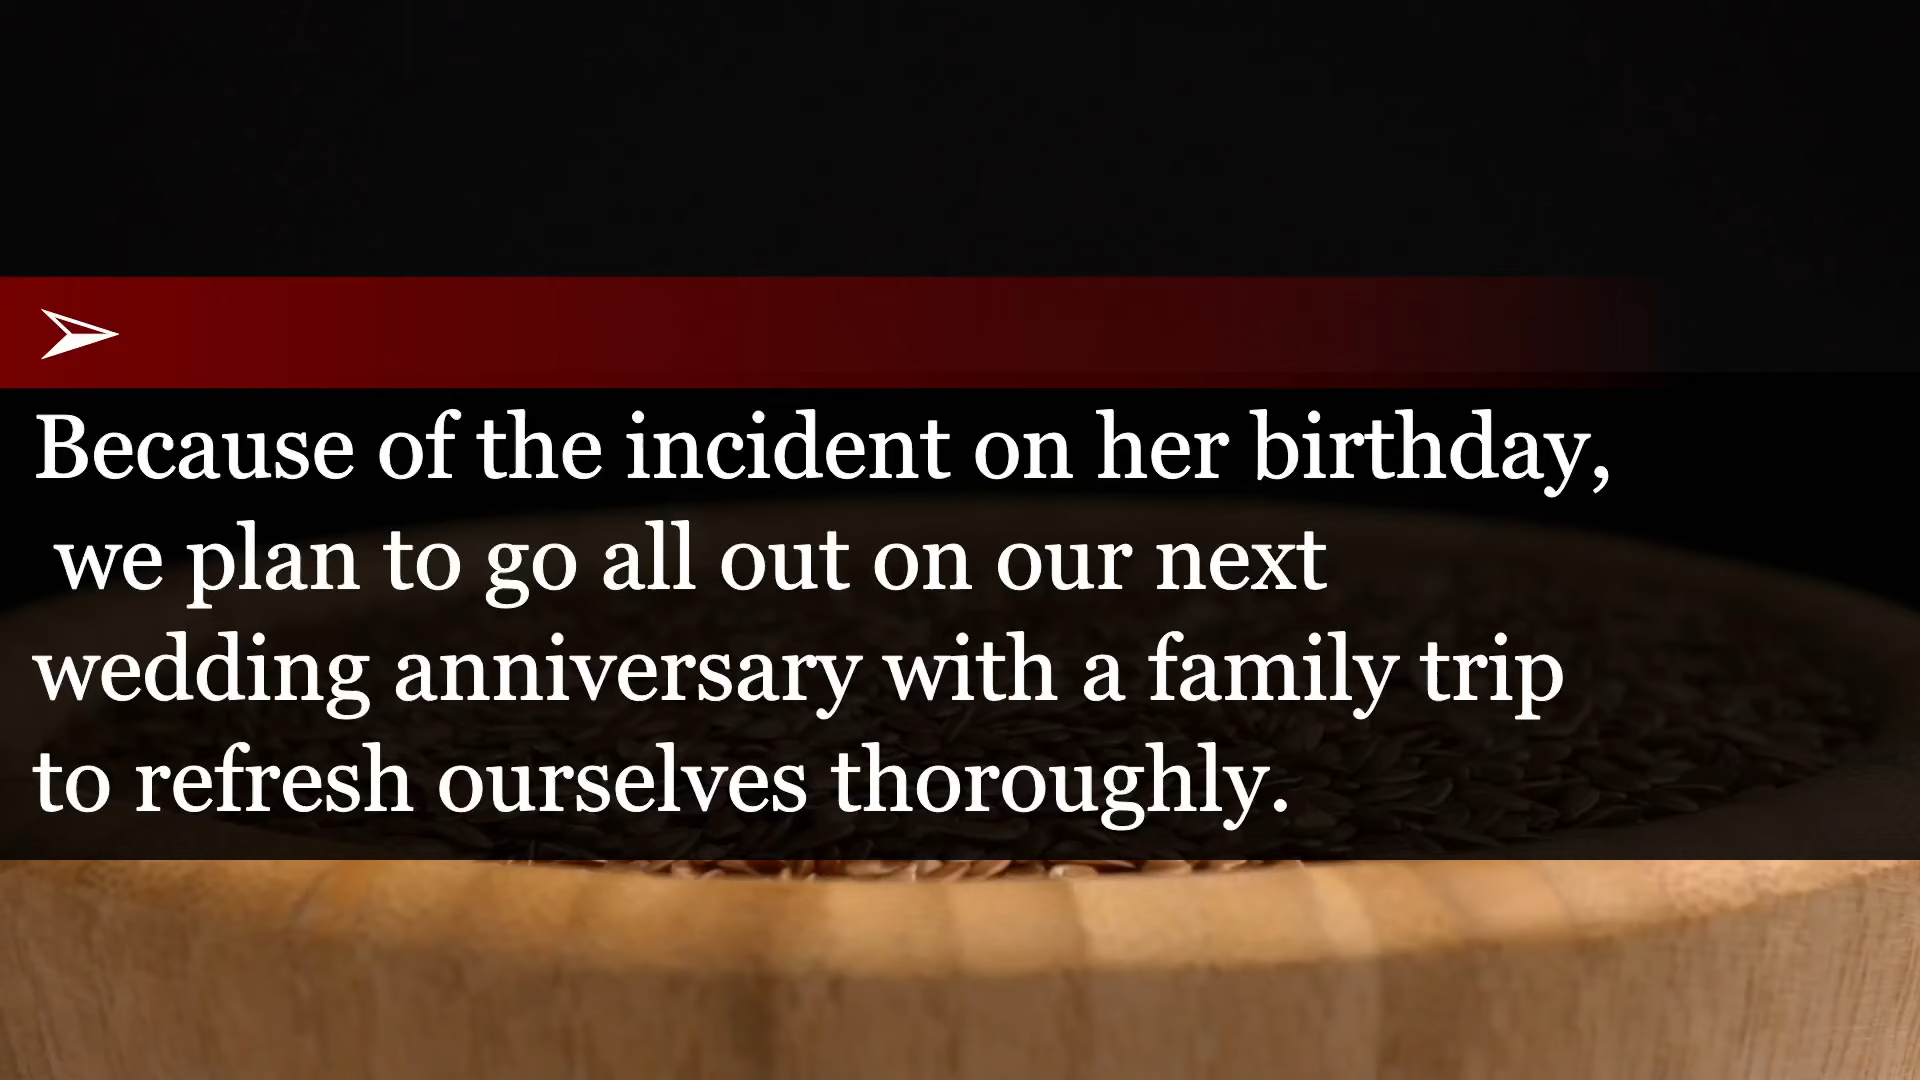 Because of the incident on her birthday,
we plan to go all out on our next
wedding anniversary with a family trip
to refresh ourselves thoroughly.